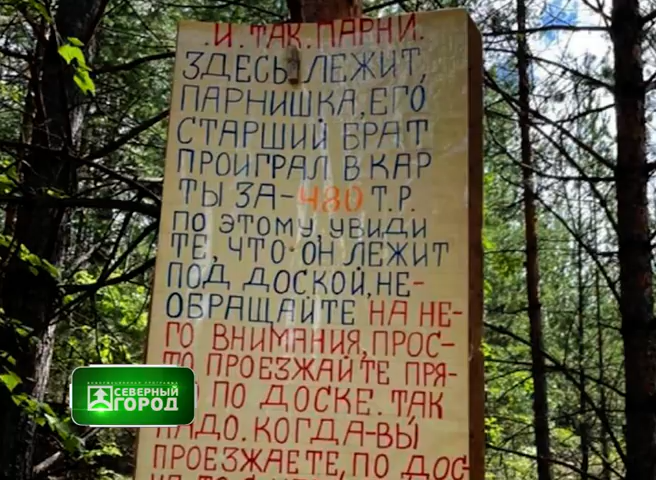 .И.ТАК.ПАРНИ.
ЗДЕСЬ ЛЕЖИТ,
ПАРНИШКА, ЕГО
СТАРШИЙ БРАТ
ПРОИГРАЛ В КАР
ТЫ ЗА-480 Т.Р.
ПО ЭТОМУ, УВИДИ
ТЕ, ЧТО ОН ЛЕЖИТ
ПОД ДОСКОЙ, НЕ-
ОБРАЩАЙТЕ НА НЕ-
ГО ВНИМАНИЯ, ПРОС-
ТО ПРОЕЗЖАЙТЕ ПРЯ-
ПО ДОСКЕ. ТАК
НАДО. КОГДА-ВЫ
ПРОЕЗЖАЕТЕ, ПО ДОС-
СЕВЕРНЫЙ
ГОРОД